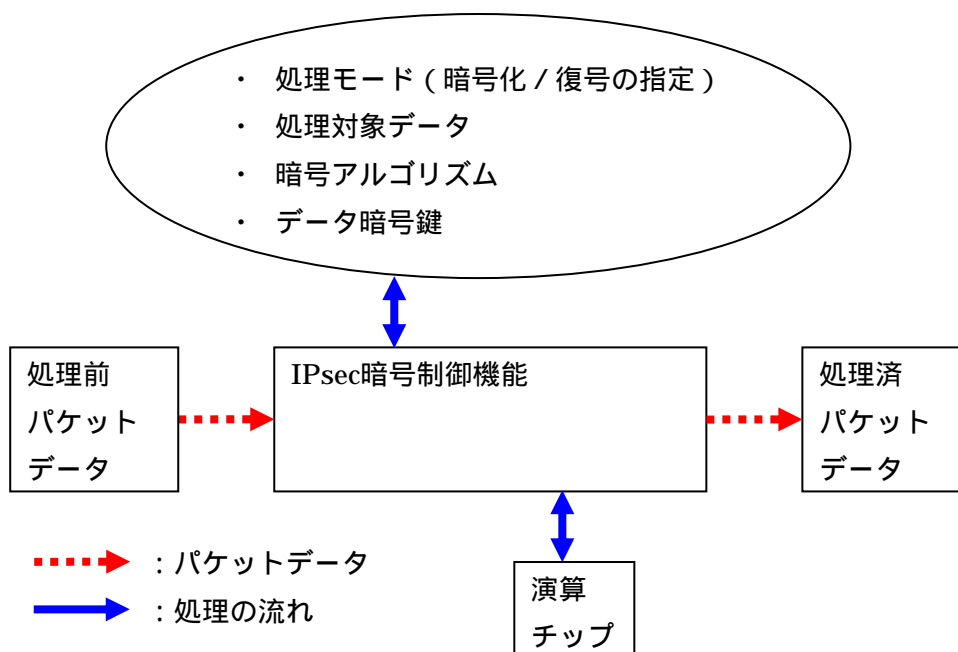 ・ 処理モード（暗号化／復号の指定）
・ 処理対象データ
・ 暗号アルゴリズム
・ データ暗号鍵
処理前
パケット
データ
IPsec暗号制御機能
処理済
パケット
データ
：パケットデータ
：処理の流れ
演算
チップ